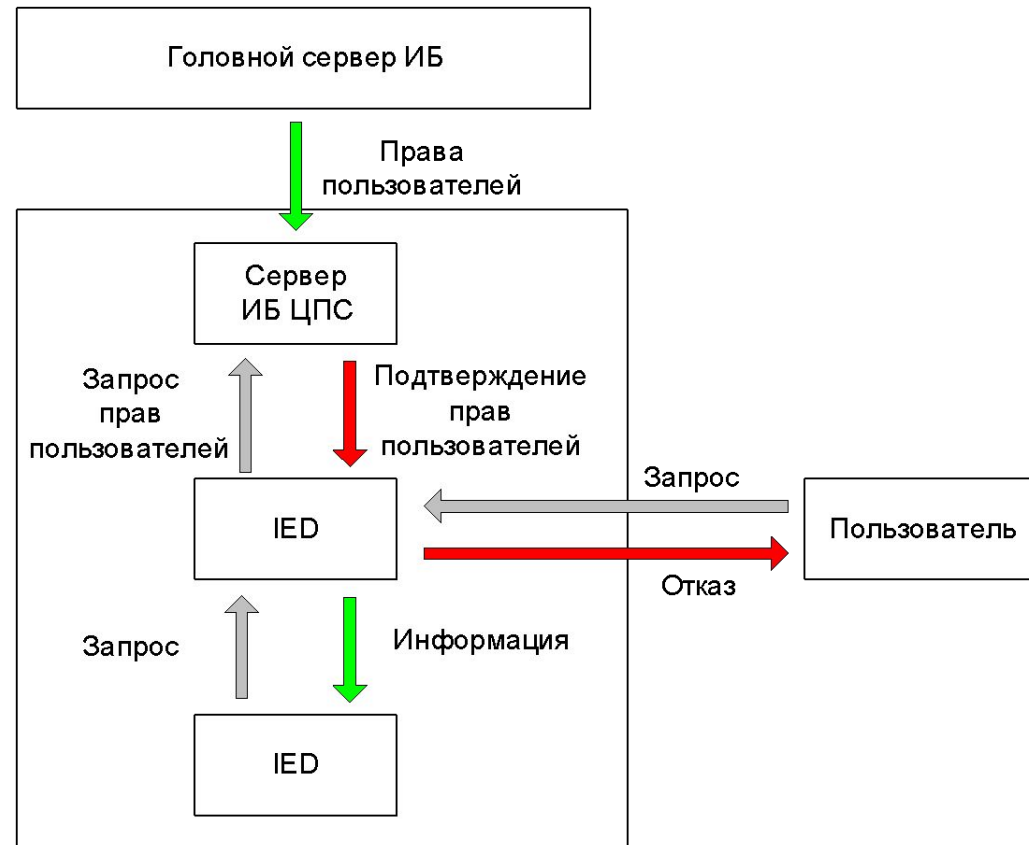 Головной сервер ИБ
Права
пользователей
Сервер
ИБ ЦПС
Запрос
прав
пользователей
Подтверждение
прав
пользователей
Запрос
IED
Пользователь
Отказ
Запрос
Информация
IED